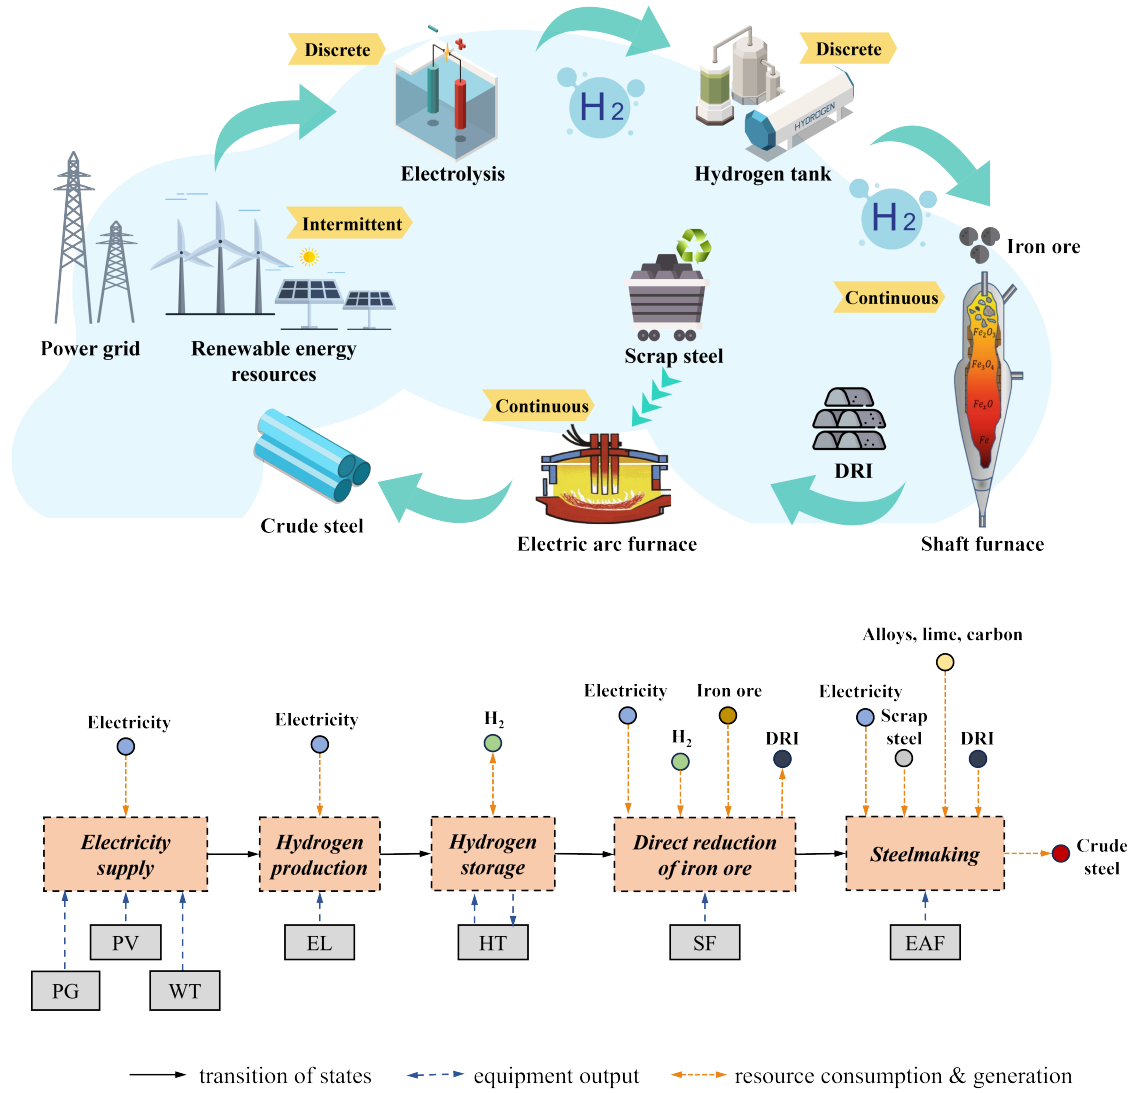 Discrete
Electrolysis
H2
Discrete
HYDROGEN
Hydrogen tank
H2
Iron ore
Intermittent
Power grid
Renewable energy
resources
Scrap steel
Continuous
Fe2O3
Fe3O4
Fe2O
Fe
Continuous
DRI
Crude steel
Electric arc furnace
Shaft furnace
Alloys, lime, carbon
Electricity
Electricity
H2
Electricity
Iron ore
H2
DRI
Electricity
Scrap
steel
DRI
Electricity
supply
Hydrogen
production
Hydrogen
storage
Direct reduction
of iron ore
Steelmaking
Crude
steel
PV
EL
HT
SF
EAF
PG
WT
transition of states
equipment output
resource consumption & generation